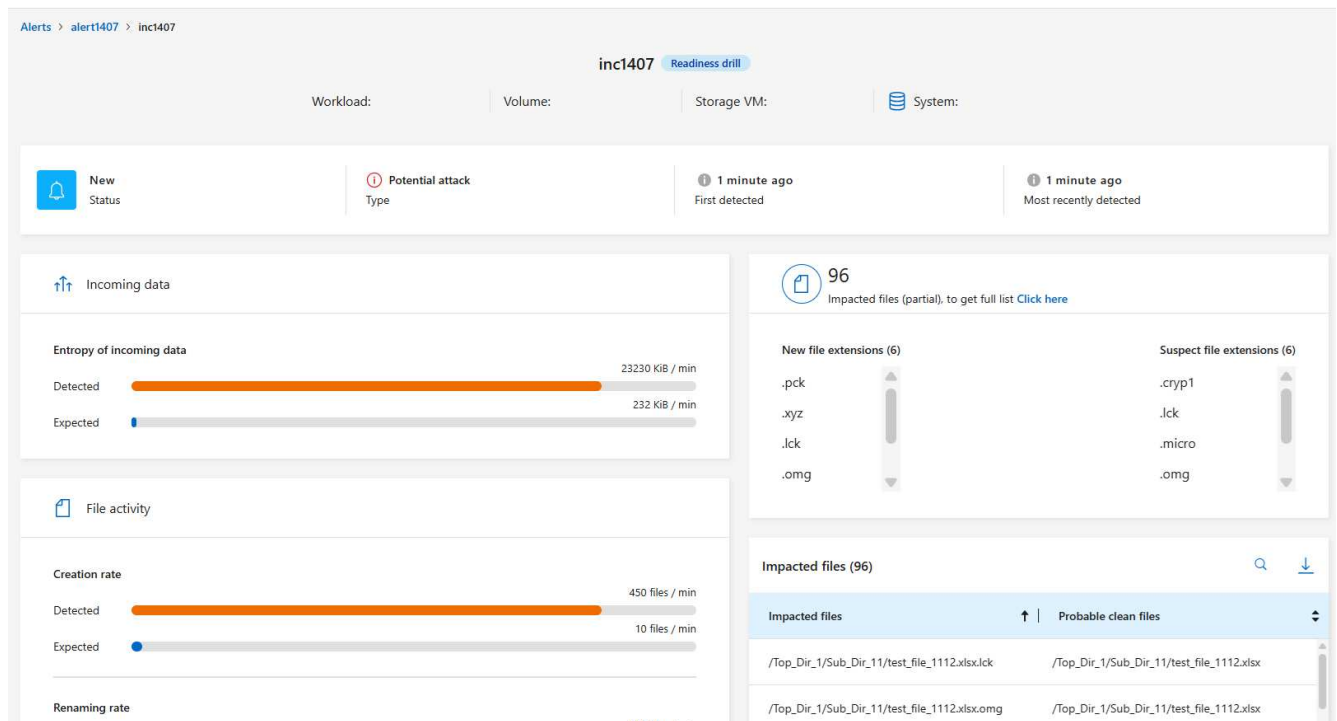 Alerts > alert1407 > inc1407
inc1407 Readiness drill
Workload: Volume: Storage VM: System:
New
Status
Potential attack
Type
1 minute ago
First detected
1 minute ago
Most recently detected
Incoming data
Entropy of incoming data
23230 KiB / min
Detected
232 KiB / min
Expected
File activity
Creation rate
450 files / min
Detected
10 files / min
Expected
Renaming rate
96
Impacted files (partial), to get full list Click here
New file extensions (6)
.pck
.xyz
.lck
.omg
Suspect file extensions (6)
.cryp1
.lck
.micro
.omg
Impacted files (96)
Impacted files Probable clean files
/Top_Dir_1/Sub_Dir_11/test_file_1112.xlsx.lck /Top_Dir_1/Sub_Dir_11/test_file_1112.xlsx
/Top_Dir_1/Sub_Dir_11/test_file_1112.xlsx.omg /Top_Dir_1/Sub_Dir_11/test_file_1112.xlsx